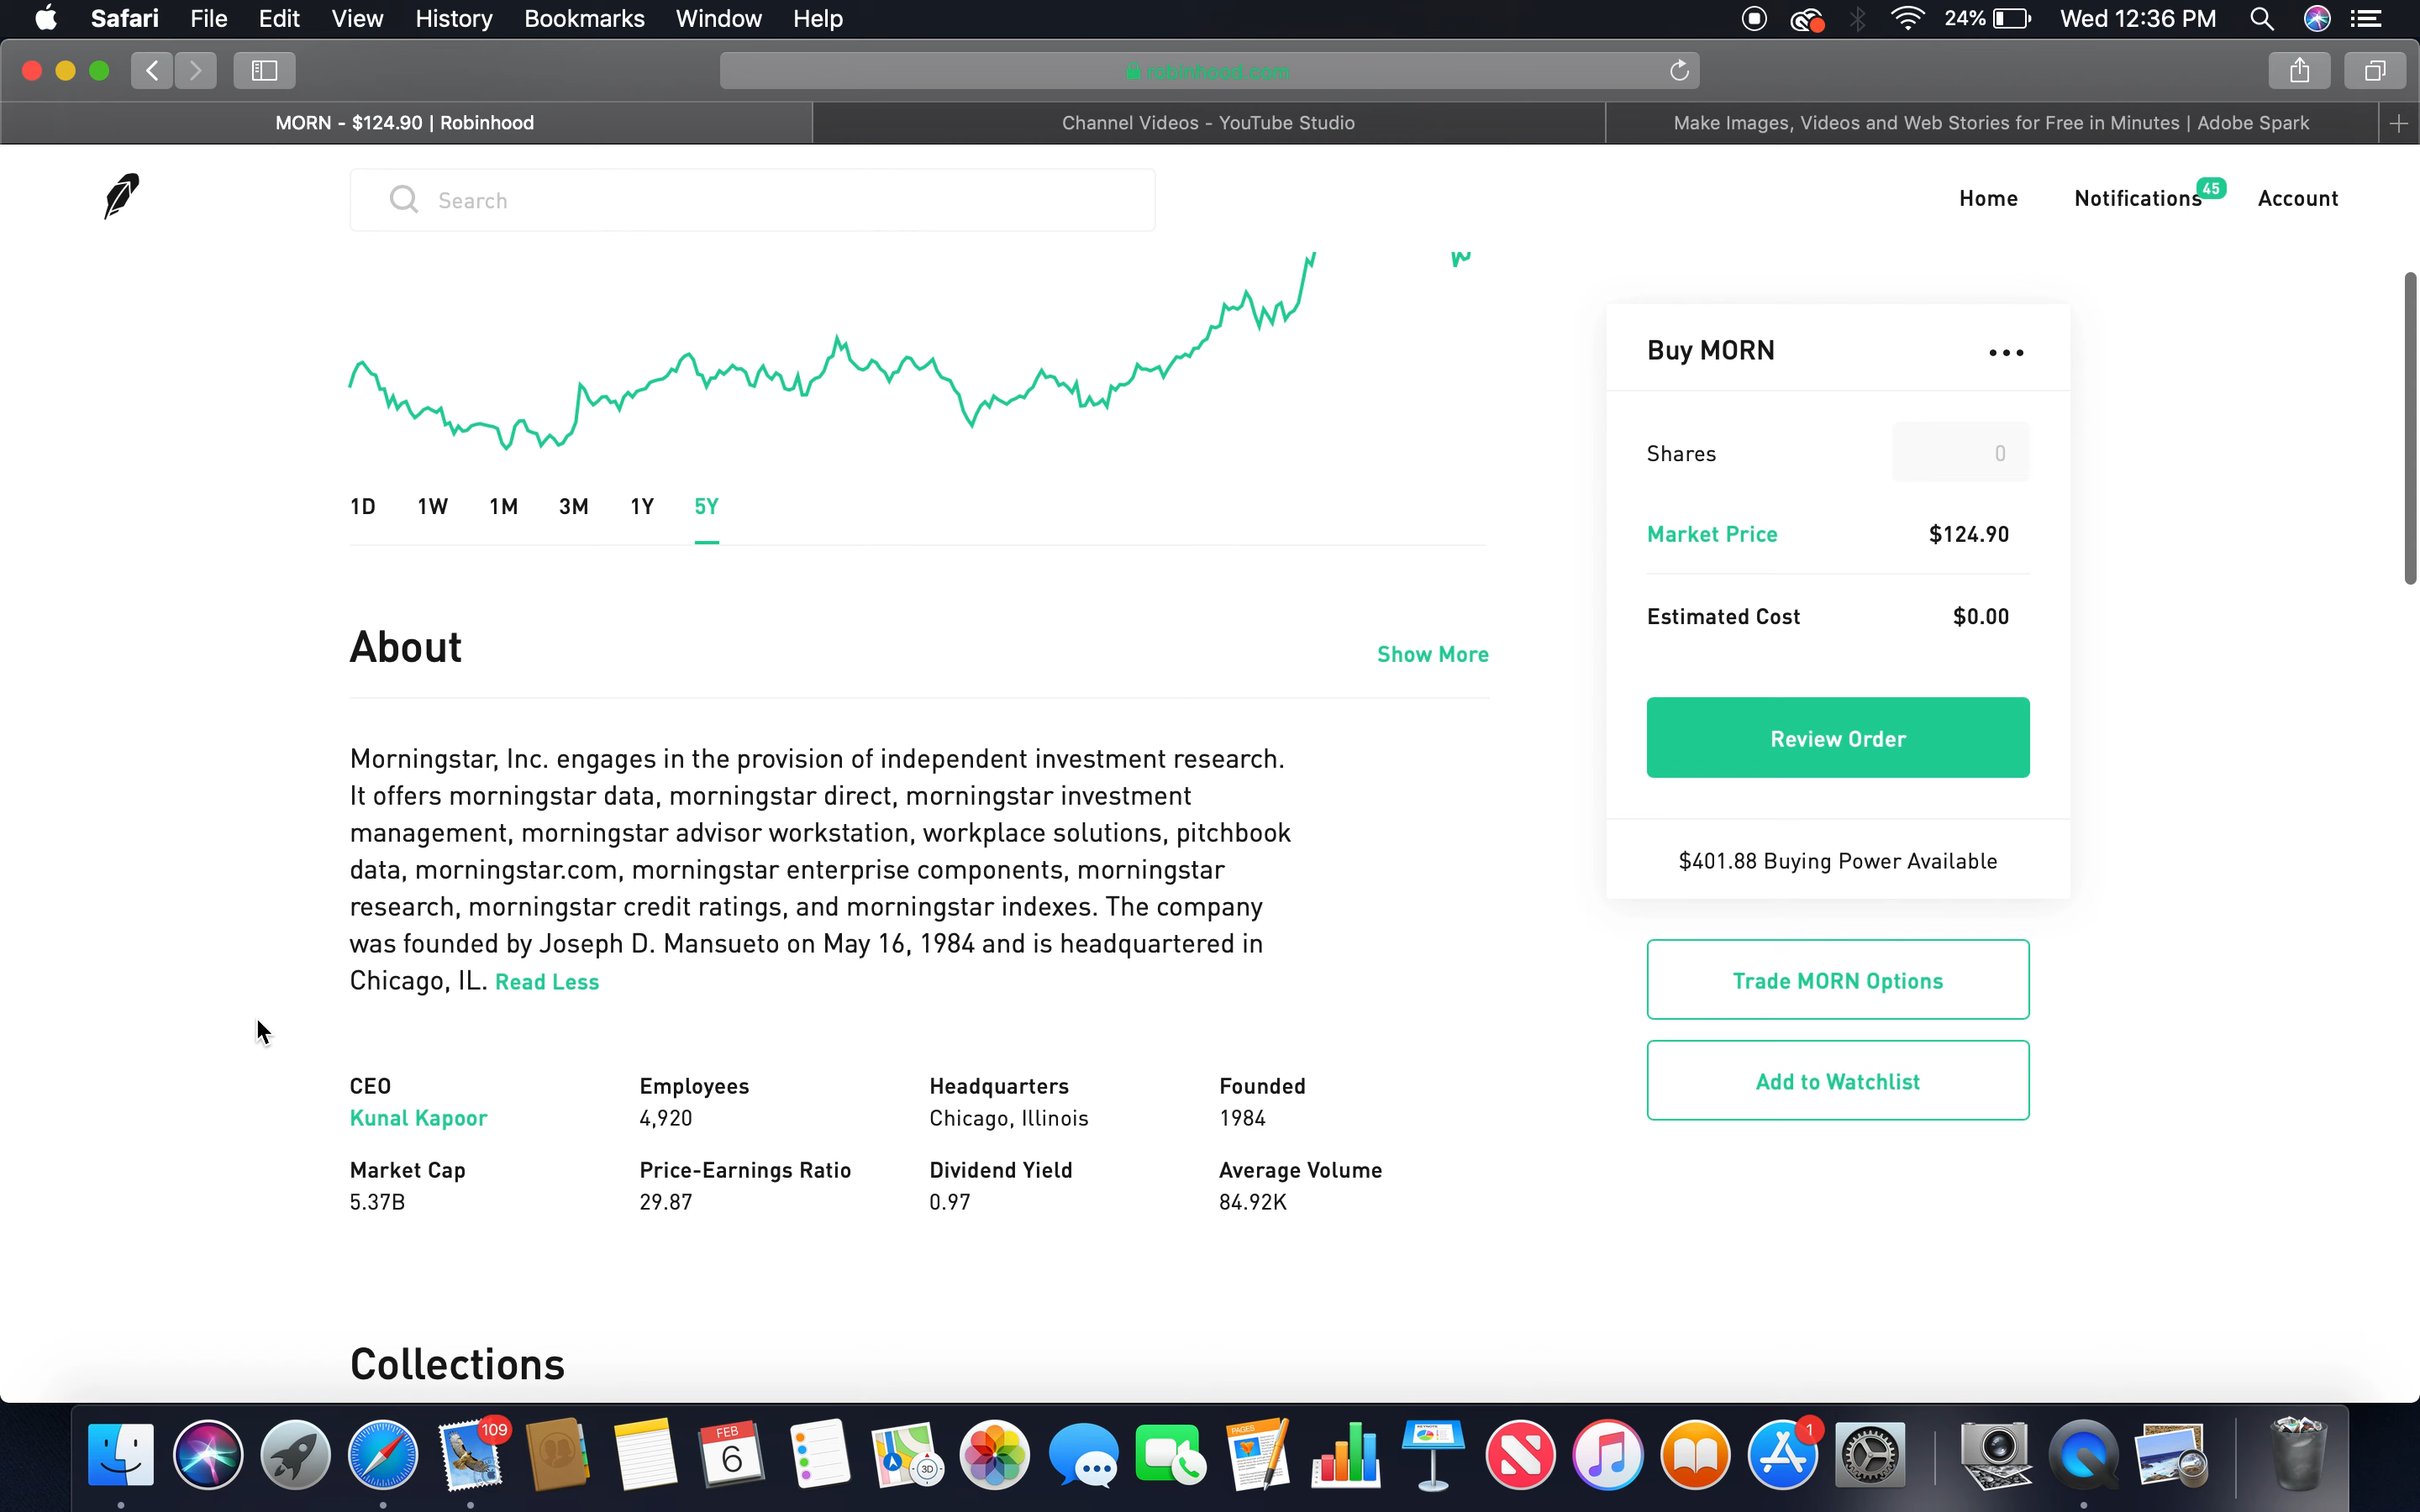 Safari File Edit View History Bookmarks Window Help 24% Wed 12:36 PM
robinhood.com
MORN - $124.90 | Robinhood
Channel Videos - YouTube Studio
Make Images, Videos and Web Stories for Free in Minutes | Adobe Spark
Search
Home Notifications 45 Account
1D 1W 1M 3M 1Y 5Y
About
Show More
Morningstar, Inc. engages in the provision of independent investment research.
It offers morningstar data, morningstar direct, morningstar investment
management, morningstar advisor workstation, workplace solutions, pitchbook
data, morningstar.com, morningstar enterprise components, morningstar
research, morningstar credit ratings, and morningstar indexes. The company
was founded by Joseph D. Mansueto on May 16, 1984 and is headquartered in
Chicago, IL. Read Less
CEO Employees Headquarters Founded
Kunal Kapoor 4,920 Chicago, Illinois 1984
Market Cap Price-Earnings Ratio Dividend Yield Average Volume
5.37B 29.87 0.97 84.92K
Collections
Buy MORN
Shares 0
Market Price $124.90
Estimated Cost $0.00
Review Order
$401.88 Buying Power Available
Trade MORN Options
Add to Watchlist
109
FEB
6
3D
PAGES
1